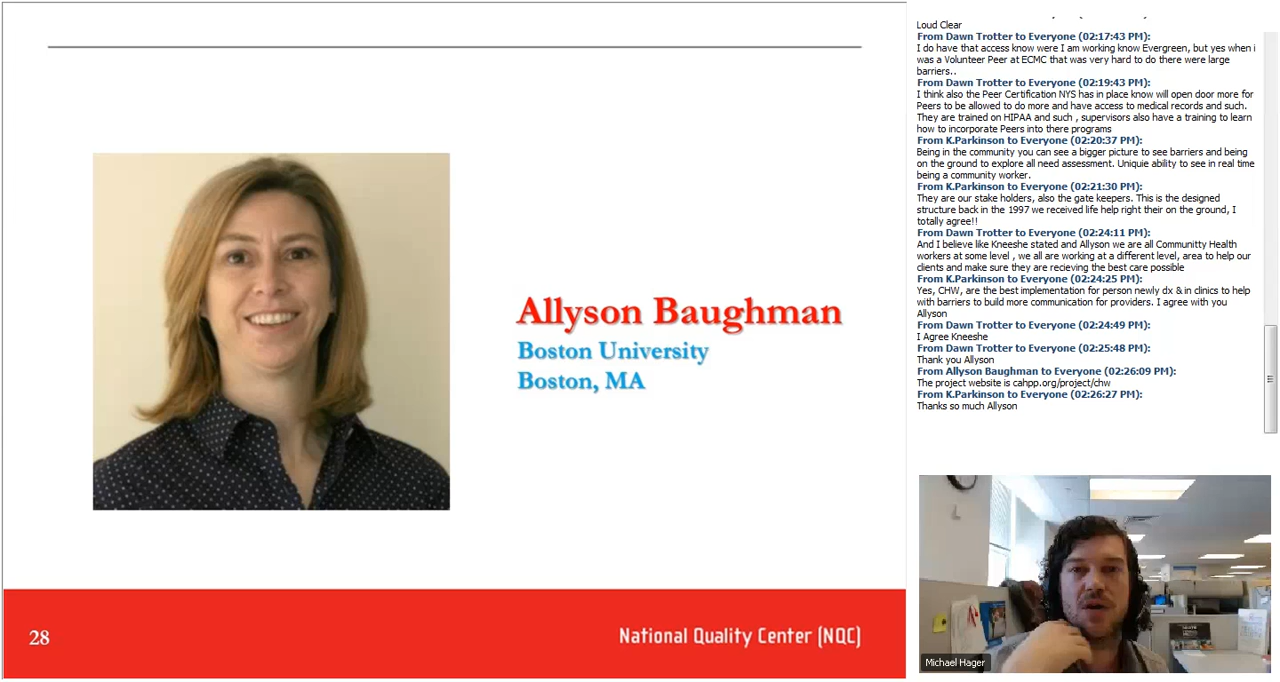 Allyson Baughman
Boston University
Boston, MA
28
National Quality Center (NQC)
Loud Clear
From Dawn Trotter to Everyone (02:17:43 PM):
I do have that access know were I am working know Evergreen, but yes when i
was a Volunteer Peer at ECMC that was very hard to do there were large
barriers..
From Dawn Trotter to Everyone (02:19:43 PM):
I think also the Peer Certification NYS has in place know will open door more for
Peers to be allowed to do more and have access to medical records and such.
They are trained on HIPAA and such , supervisors also have a training to learn
how to incorporate Peers into there programs
From K.Parkinson to Everyone (02:20:37 PM):
Being in the community you can see a bigger picture to see barriers and being
on the ground to explore all need assessment. Uniquie ability to see in real time
being a community worker.
From K.Parkinson to Everyone (02:21:30 PM):
They are our stake holders, also the gate keepers. This is the designed
structure back in the 1997 we received life help right their on the ground, I
totally agree!!
From Dawn Trotter to Everyone (02:24:11 PM):
And I believe like Kneeshe stated and Allyson we are all Communitty Health
workers at some level , we all are working at a different level, area to help our
clients and make sure they are recieving the best care possible
From K.Parkinson to Everyone (02:24:25 PM):
Yes, CHW, are the best implementation for person newly dx & in clinics to help
with barriers to build more communication for providers. I agree with you
Allyson
From Dawn Trotter to Everyone (02:24:49 PM):
I Agree Kneeshe
From Dawn Trotter to Everyone (02:25:48 PM):
Thank you Allyson
From Allyson Baughman to Everyone (02:26:09 PM):
The project website is cahpp.org/project/chw
From K.Parkinson to Everyone (02:26:27 PM):
Thanks so much Allyson
Michael Hager